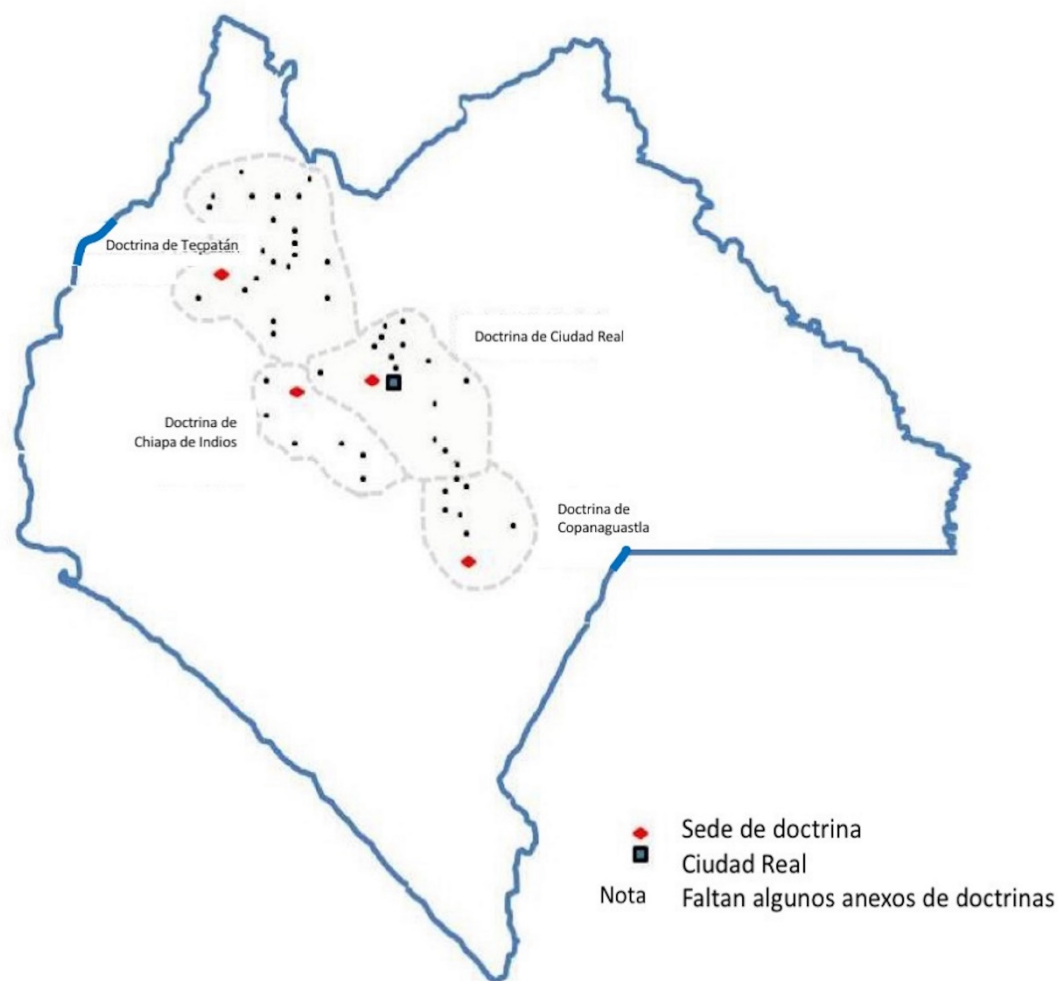 Doctrina de Tecpatán
Doctrina de Ciudad Real
Doctrina de
Chiapa de Indios
Doctrina de
Copanaguastla
Sede de doctrina
Ciudad Real
Nota Faltan algunos anexos de doctrinas